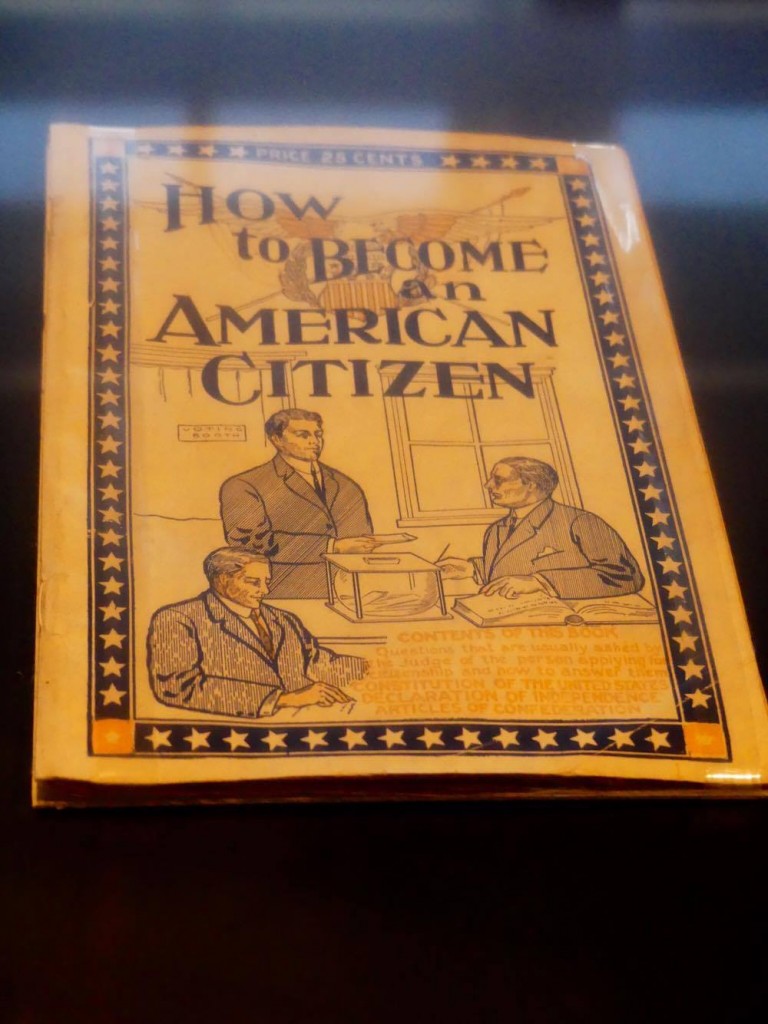 PRICE 25 CENTS
HOW
to BECOME
an
AMERICAN
CITIZEN
VOTING
BOOTH
CONTENTS OF THIS BOOK
Questions that are usually asked by
the Judge of the person applying for
citizenship and how to answer them
CONSTITUTION OF THE UNITED STATES
DECLARATION OF INDEPENDENCE
ARTICLES OF CONFEDERATION